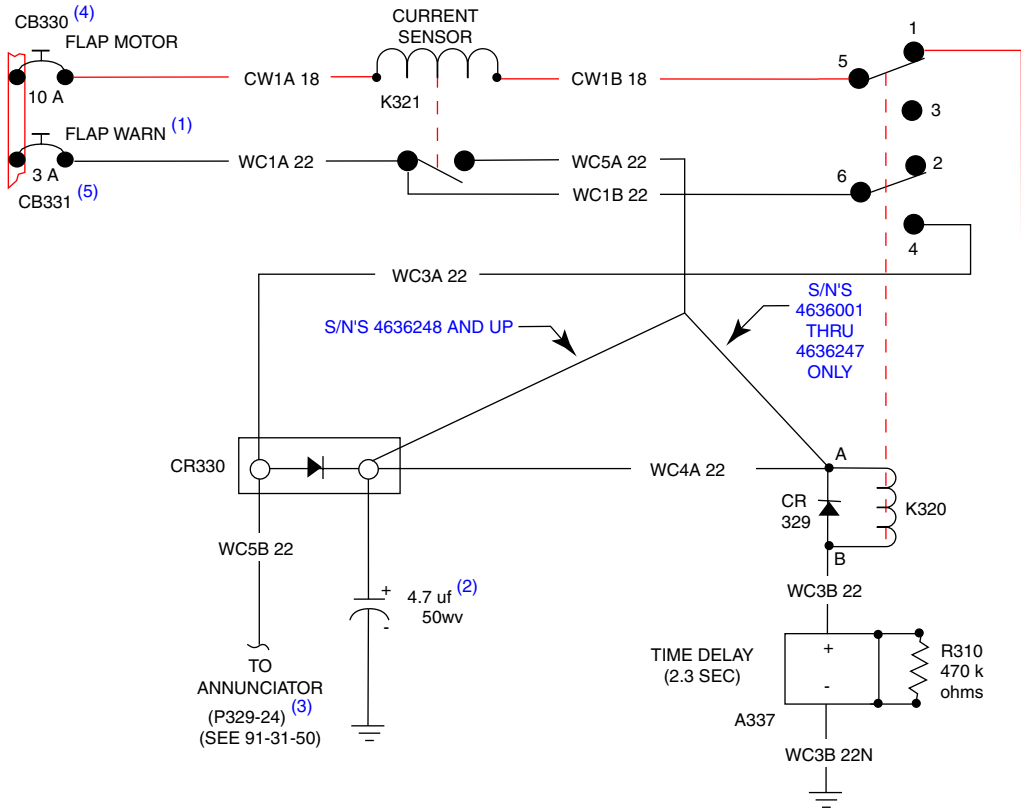 CB330 (4)
FLAP MOTOR
10 A
CW1A 18
CURRENT
SENSOR
K321
CW1B 18
5
1
3
FLAP WARN (1)
3 A
CB331 (5)
WC1A 22
WC5A 22
WC1B 22
6
2
4
WC3A 22
S/N'S 4636248 AND UP
S/N'S
4636001
THRU
4636247
ONLY
CR330
WC4A 22
A
CR
329
K320
B
WC5B 22
+
4.7 uf (2)
50wv
-
WC3B 22
TO
ANNUNCIATOR
(P329-24) (3)
(SEE 91-31-50)
TIME DELAY
(2.3 SEC)
+
-
A337
R310
470 k
ohms
WC3B 22N